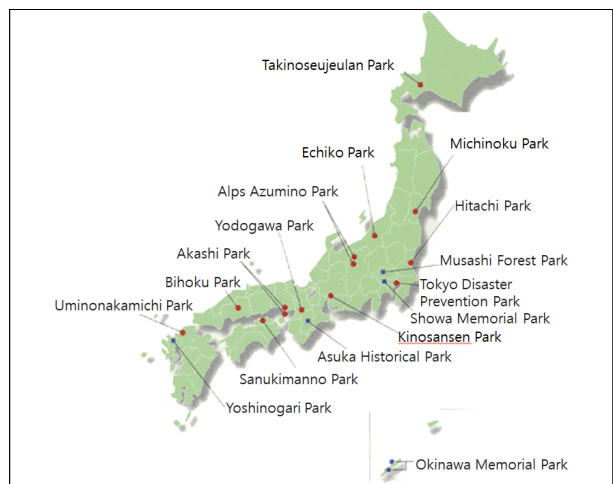 Takinoseujeulan Park
Michinoku Park
Echiko Park
Alps Azumino Park
Hitachi Park
Yodogawa Park
Akashi Park
Musashi Forest Park
Bihoku Park
Tokyo Disaster
Prevention Park
Uminonakamichi Park
Showa Memorial Park
Kinosansen Park
Asuka Historical Park
Sanukimanno Park
Yoshinogari Park
Okinawa Memorial Park